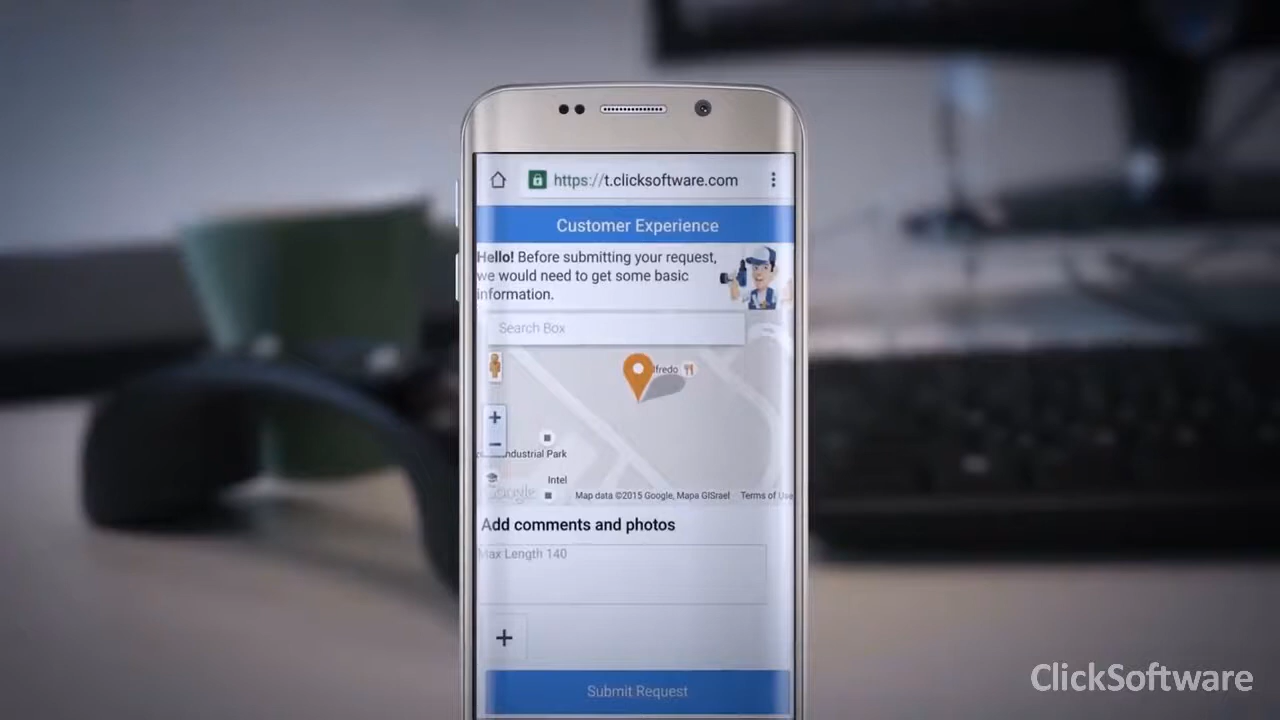 https://t.clicksoftware.com
Customer Experience
Hello! Before submitting your request,
we would need to get some basic
information.
Search Box
lfredo
ndustrial Park
Intel
Google
Map data ©2015 Google, Mapa GISrael Terms of Use
Add comments and photos
Max Length 140
Submit Request
ClickSoftware